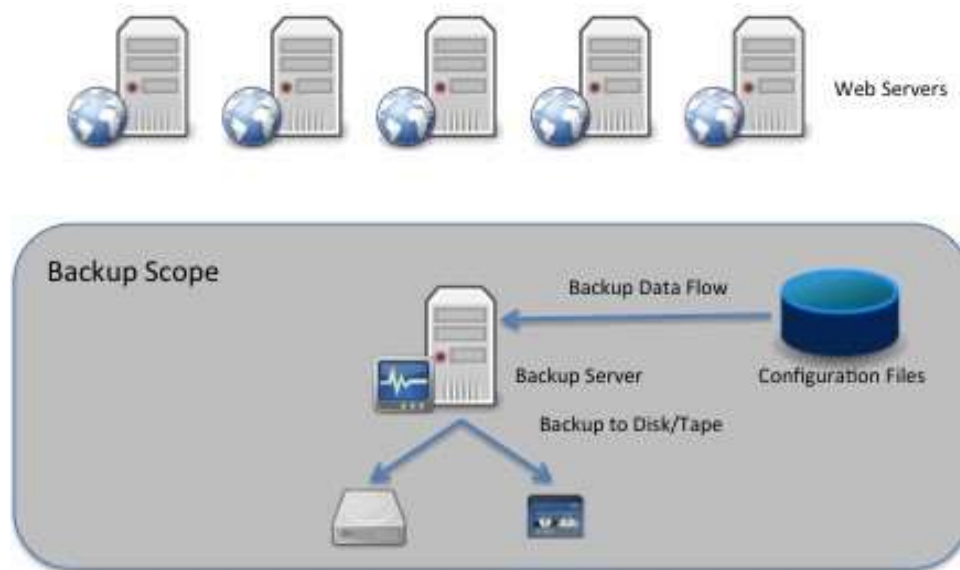 Web Servers
Backup Scope
Backup Data Flow
Backup Server
Configuration Files
Backup to Disk/Tape